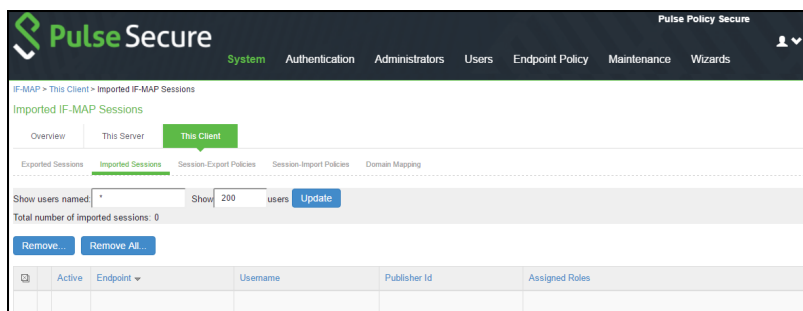 Pulse Policy Secure
Pulse Secure
System Authentication Administrators Users Endpoint Policy Maintenance Wizards
IF-MAP > This Client > Imported IF-MAP Sessions
Imported IF-MAP Sessions
Overview This Server This Client
Exported Sessions Imported Sessions Session-Export Policies Session-Import Policies Domain Mapping
Show users named: * Show 200 users Update
Total number of imported sessions: 0
Remove... Remove All...
Active Endpoint Username Publisher Id Assigned Roles